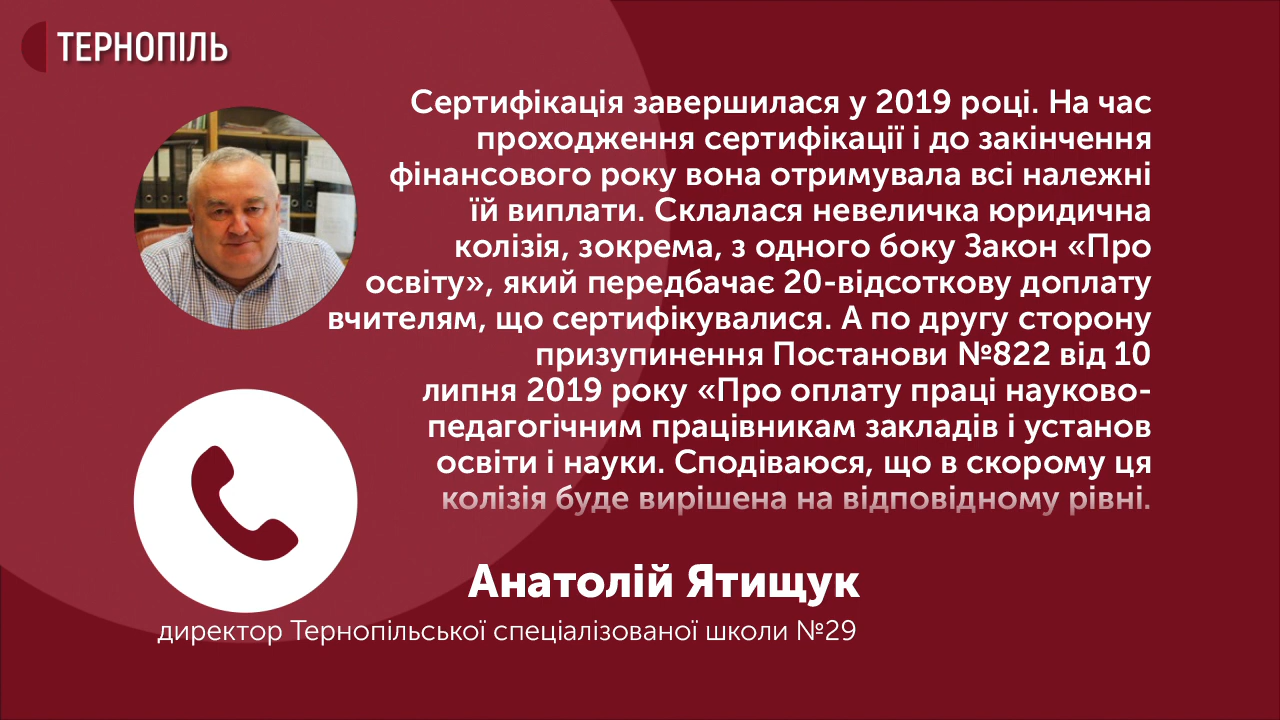 ТЕРНОПІЛЬ
Сертифікація завершилася у 2019 році. На час
проходження сертифікації і до закінчення
фінансового року вона отримувала всі належні
їй виплати. Склалася невеличка юридична
колізія, зокрема, з одного боку Закон «Про
освіту», який передбачає 20-відсоткову доплату
вчителям, що сертифікувалися. А по другу сторону
призупинення Постанови №822 від 10
липня 2019 року «Про оплату праці науково-
педагогічним працівникам закладів і установ
освіти і науки. Сподіваюся, що в скорому ця
колізія буде вирішена на відповідному рівні.
Анатолій Ятищук
директор Тернопільської спеціалізованої школи №29